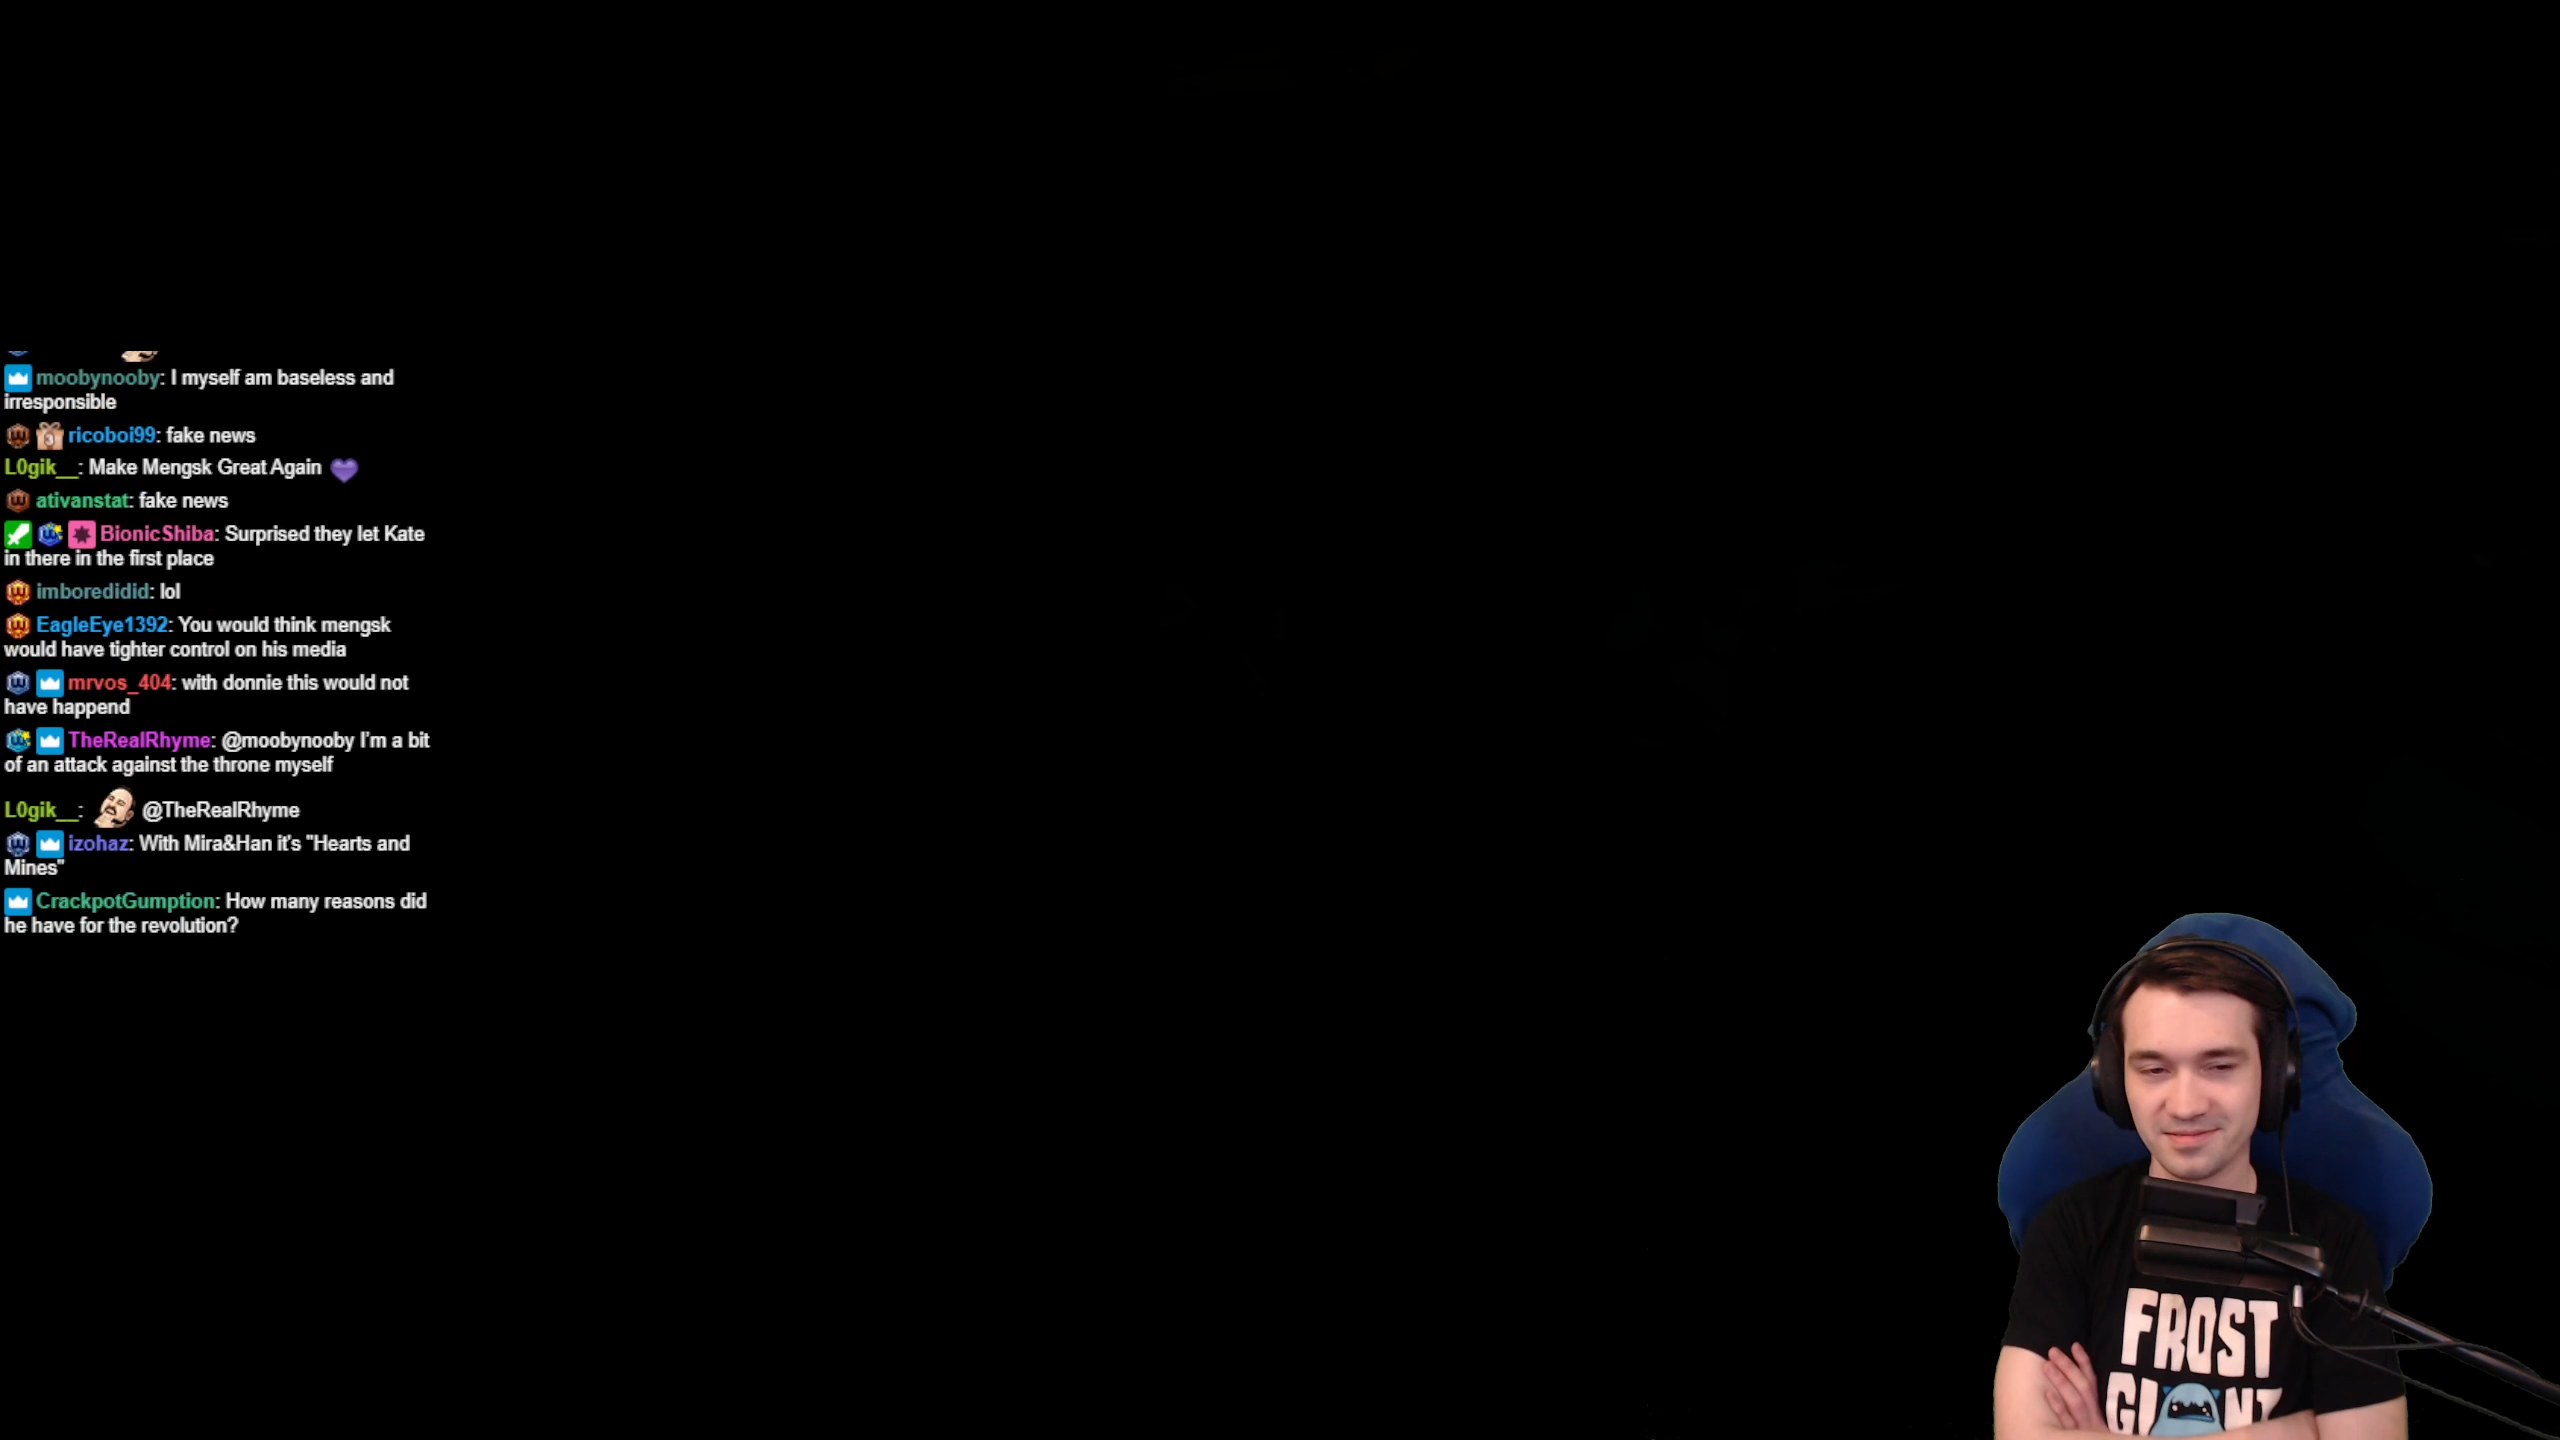 moobynooby: I myself am baseless and
irresponsible
3 ricoboi99: fake news
L0gik__: Make Mengsk Great Again
ativanstat: fake news
BionicShiba: Surprised they let Kate
in there in the first place
imboredidid: lol
EagleEye1392: You would think mengsk
would have tighter control on his media
mrvos_404: with donnie this would not
have happend
TheRealRhyme: @moobynooby I'm a bit
of an attack against the throne myself
L0gik__: @TheRealRhyme
izohaz: With Mira&Han it's "Hearts and
Mines"
CrackpotGumption: How many reasons did
he have for the revolution?
FROST
GIANT